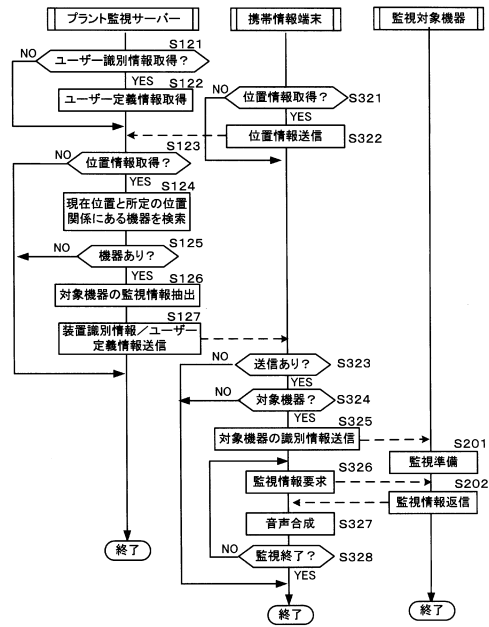 プラント監視サーバー
携帯情報端末
監視対象機器
S121
NO
ユーザー識別情報取得?
YES
S122
ユーザー定義情報取得
NO
位置情報取得?
S321
YES
位置情報送信
S322
S123
NO
位置情報取得?
YES
S124
現在位置と所定の位置
関係にある機器を検索
S125
NO
機器あり?
YES
S126
対象機器の監視情報抽出
S127
装置識別情報/ユーザー
定義情報送信
NO
送信あり?
S323
YES
NO
対象機器?
S324
YES
S325
対象機器の識別情報送信
S201
監視準備
S326
監視情報要求
S202
監視情報返信
音声合成
S327
NO
監視終了?
S328
YES
終了
終了
終了